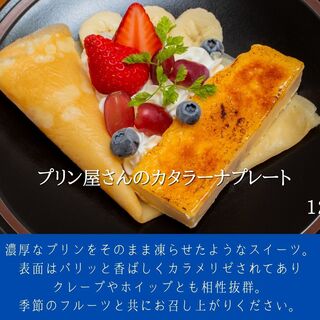 プリン屋さんのカタラーナプレート
濃厚なプリンをそのまま凍らせたようなスイーツ。
表面はパリッと香ばしくカラメリゼされてあり
クレープやホイップとも相性抜群。
季節のフルーツと共にお召し上がりください。